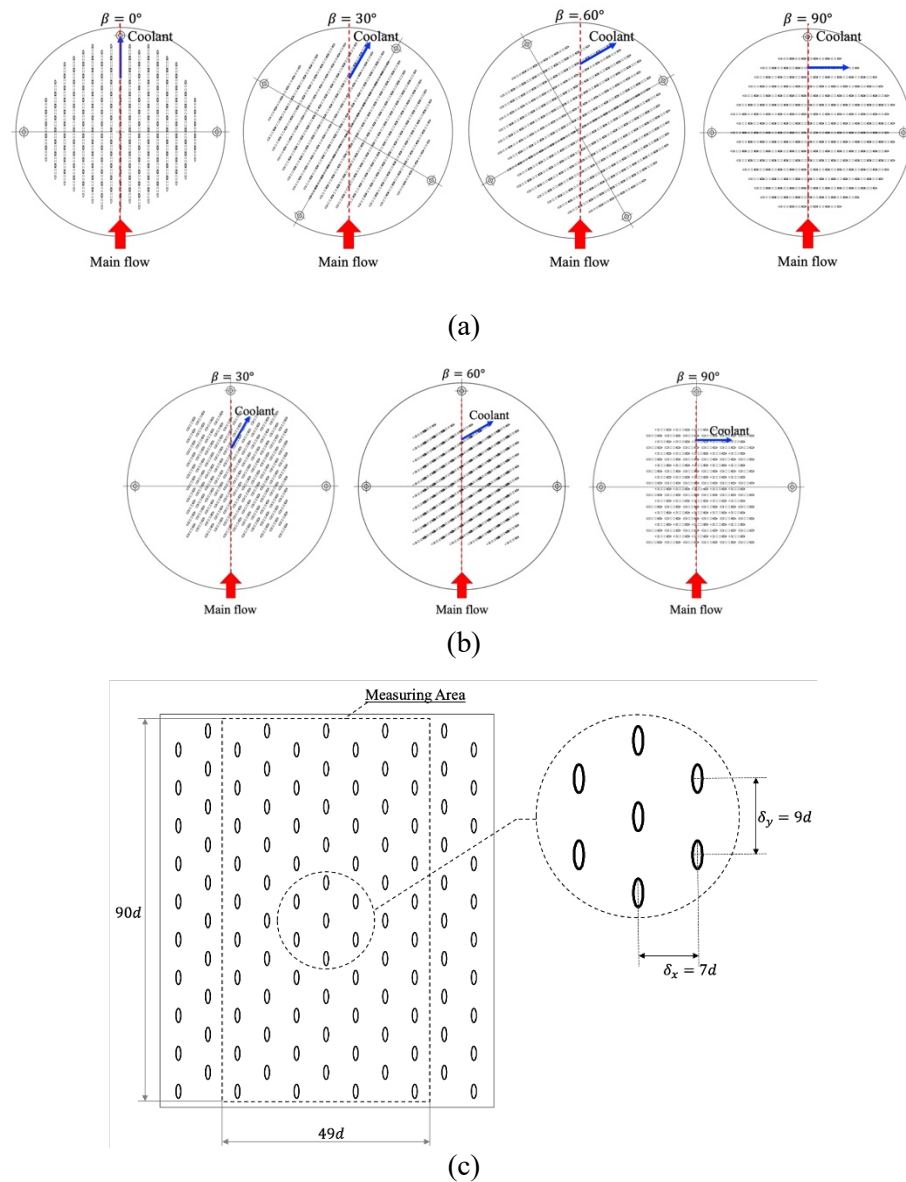 β = 0° β = 30° β = 60° β = 90°
Coolant Coolant Coolant Coolant
Main flow Main flow Main flow Main flow
(a)
β = 30° β = 60° β = 90°
Coolant Coolant Coolant
Main flow Main flow Main flow
(b)
Measuring Area
δy = 9d
90d
δx = 7d
49d
(c)